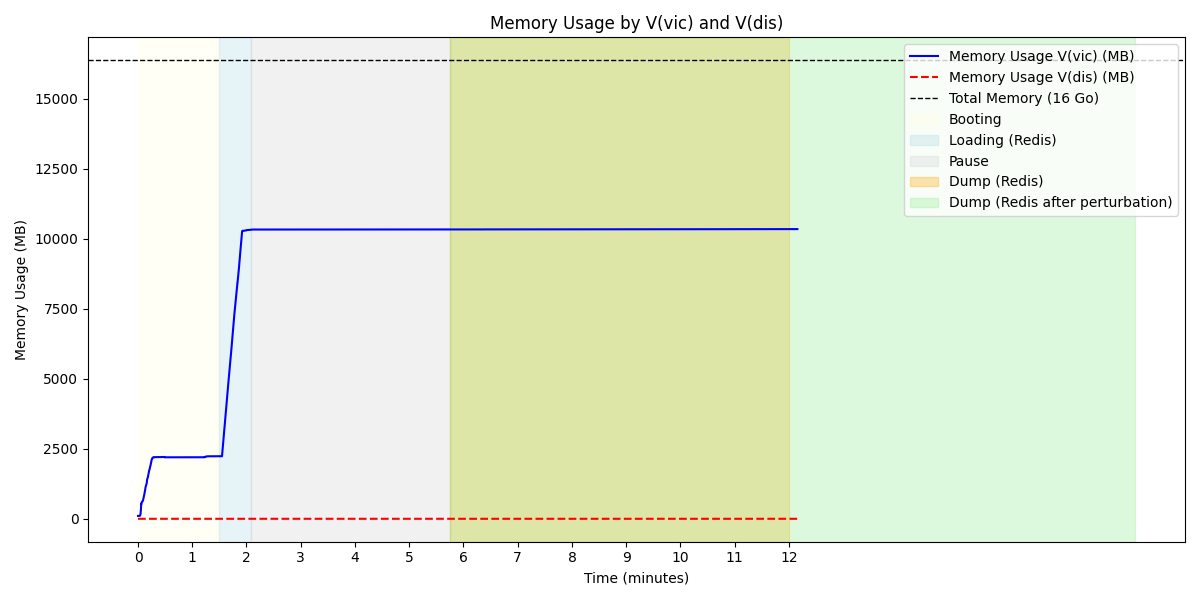 Memory Usage by V(vic) and V(dis)
Memory Usage V(vic) (MB)
Memory Usage V(dis) (MB)
Total Memory (16 Go)
Booting
Loading (Redis)
Pause
Dump (Redis)
Dump (Redis after perturbation)
Memory Usage (MB)
15000
12500
10000
7500
5000
2500
0
0 1 2 3 4 5 6 7 8 9 10 11 12
Time (minutes)